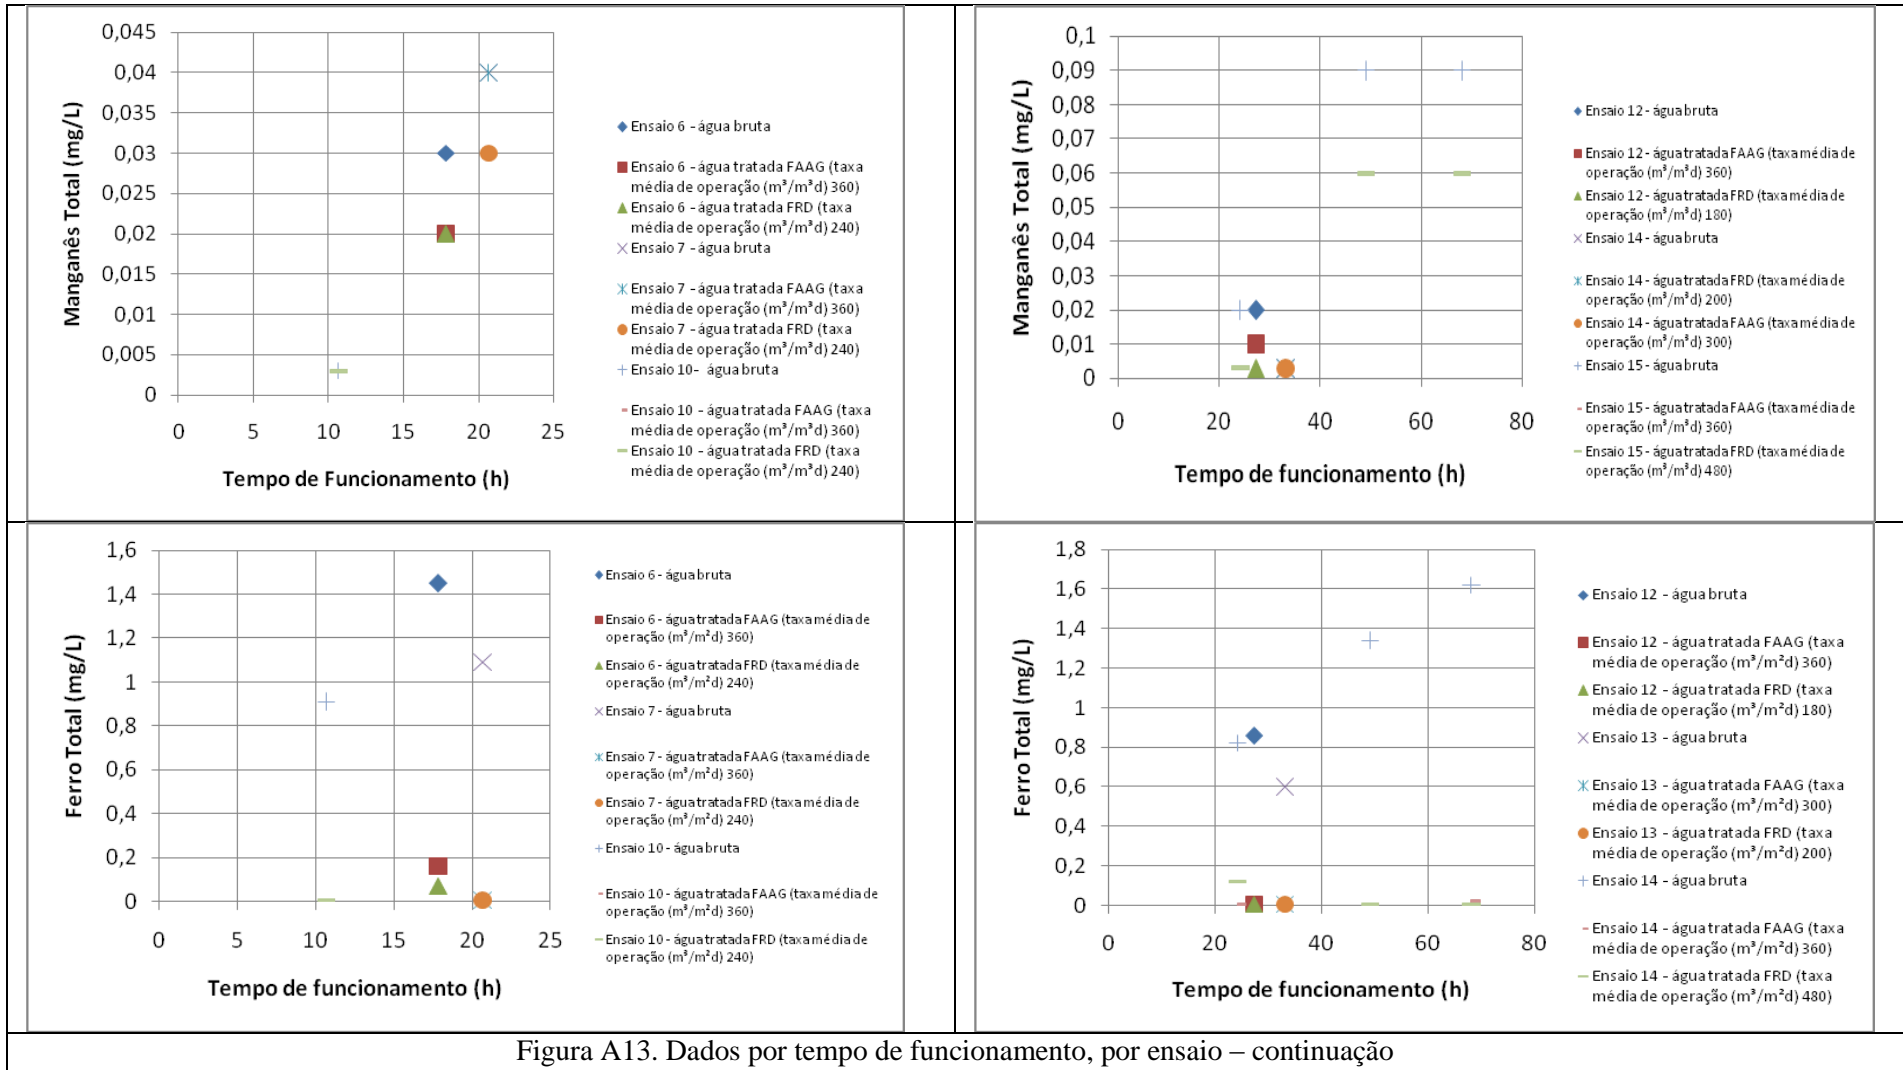 Manganês Total (mg/L)
0,045
0,04
0,035
0,03
0,025
0,02
0,015
0,01
0,005
0
0 5 10 15 20 25
Tempo de Funcionamento (h)
Ensaio 6 - água bruta
Ensaio 6 - água tratada FAAG (taxa
média de operação (m³/m³d) 360)
Ensaio 6 - água tratada FRD (taxa
média de operação (m³/m³d) 240)
Ensaio 7 - água bruta
Ensaio 7 - água tratada FAAG (taxa
média de operação (m³/m³d) 360)
Ensaio 7 - água tratada FRD (taxa
média de operação (m³/m³d) 240)
Ensaio 10 - água bruta
Ensaio 10 - água tratada FAAG (taxa
média de operação (m³/m³d) 360)
Ensaio 10 - água tratada FRD (taxa
média de operação (m³/m³d) 240)
Manganês Total (mg/L)
0,1
0,09
0,08
0,07
0,06
0,05
0,04
0,03
0,02
0,01
0
0 20 40 60 80
Tempo de funcionamento (h)
Ensaio 12 - água bruta
Ensaio 12 - água tratada FAAG (taxa média de
operação (m³/m³d) 360)
Ensaio 12 - água tratada FRD (taxa média de
operação (m³/m³d) 180)
Ensaio 14 - água bruta
Ensaio 14 - água tratada FRD (taxa média de
operação (m³/m³d) 200)
Ensaio 14 - água tratada FAAG (taxa média de
operação (m³/m³d) 300)
Ensaio 15 - água bruta
Ensaio 15 - água tratada FAAG (taxa média de
operação (m³/m³d) 360)
Ensaio 15 - água tratada FRD (taxa média de
operação (m³/m³d) 480)
Ferro Total (mg/L)
1,6
1,4
1,2
1
0,8
0,6
0,4
0,2
0
0 5 10 15 20 25
Tempo de funcionamento (h)
Ensaio 6 - água bruta
Ensaio 6 - água tratada FAAG (taxa média de
operação (m³/m²d) 360)
Ensaio 6 - água tratada FRD (taxa média de
operação (m³/m²d) 240)
Ensaio 7 - água bruta
Ensaio 7 - água tratada FAAG (taxa média de
operação (m³/m²d) 360)
Ensaio 7 - água tratada FRD (taxa média de
operação (m³/m²d) 240)
Ensaio 10 - água bruta
Ensaio 10 - água tratada FAAG (taxa média de
operação (m³/m²d) 360)
Ensaio 10 - água tratada FRD (taxa média de
operação (m³/m²d) 240)
Ferro Total (mg/L)
1,8
1,6
1,4
1,2
1
0,8
0,6
0,4
0,2
0
0 20 40 60 80
Tempo de funcionamento (h)
Ensaio 12 - água bruta
Ensaio 12 - água tratada FAAG (taxa
média de operação (m³/m²d) 360)
Ensaio 12 - água tratada FRD (taxa
média de operação (m³/m²d) 180)
Ensaio 13 - água bruta
Ensaio 13 - água tratada FAAG (taxa
média de operação (m³/m²d) 300)
Ensaio 13 - água tratada FRD (taxa
média de operação (m³/m²d) 200)
Ensaio 14 - água bruta
Ensaio 14 - água tratada FAAG (taxa
média de operação (m³/m²d) 360)
Ensaio 14 - água tratada FRD (taxa
média de operação (m³/m²d) 480)
Figura A13. Dados por tempo de funcionamento, por ensaio – continuação